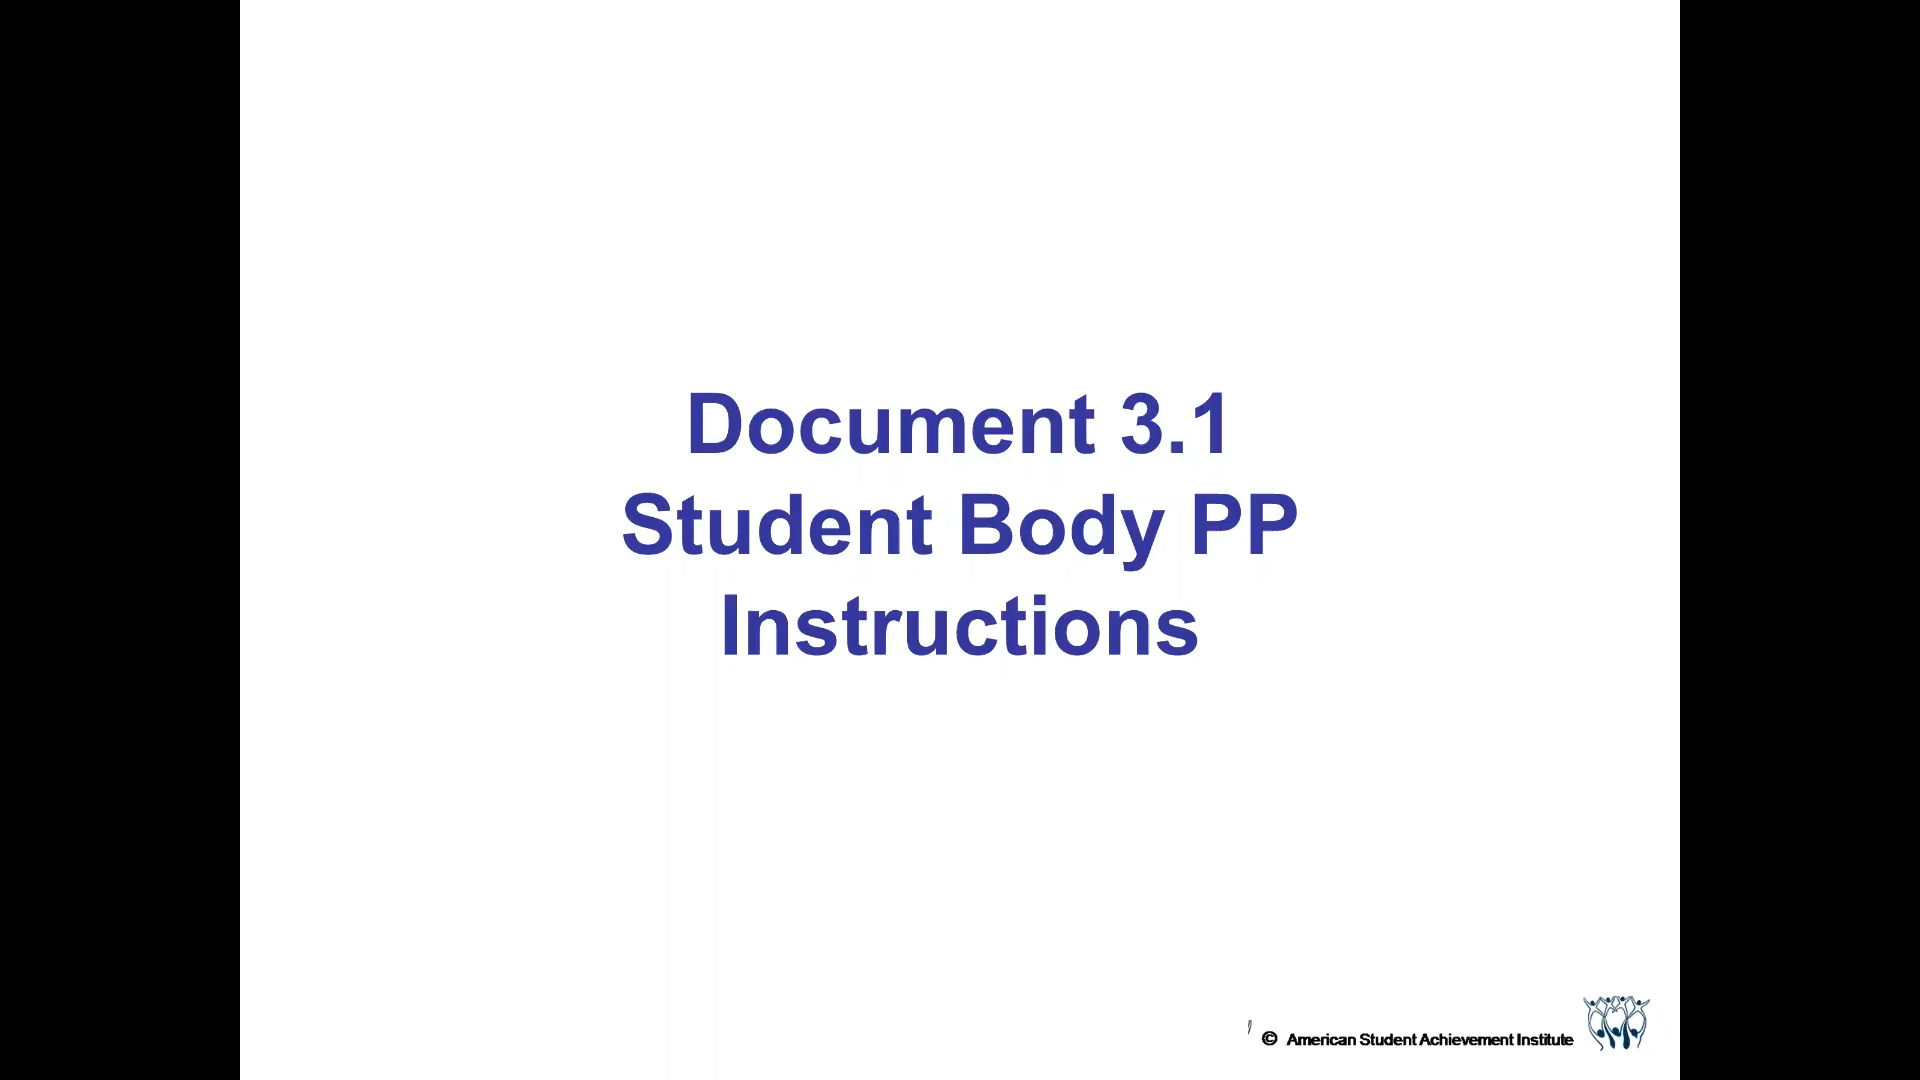 Document 3.1
Student Body PP
Instructions
© American Student Achievement Institute